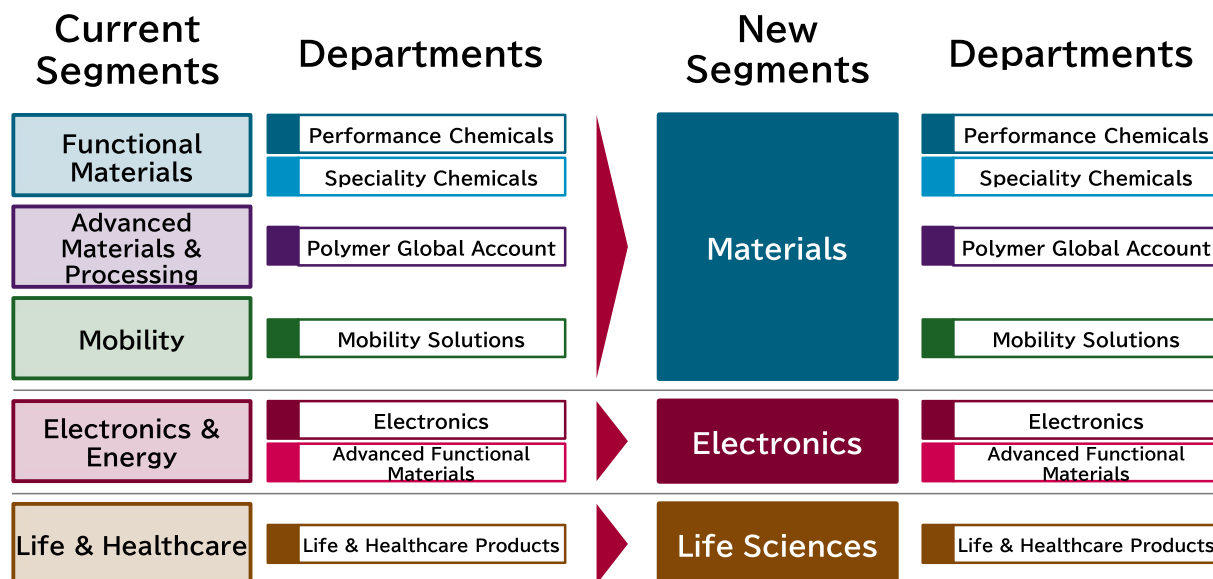 Current
Segments
Departments
New
Segments
Departments
Functional
Materials
Performance Chemicals
Speciality Chemicals
Advanced
Materials &
Processing
Polymer Global Account
Mobility
Mobility Solutions
Materials
Performance Chemicals
Speciality Chemicals
Polymer Global Account
Mobility Solutions
Electronics &
Energy
Electronics
Advanced Functional
Materials
Electronics
Electronics
Advanced Functional
Materials
Life & Healthcare
Life & Healthcare Products
Life Sciences
Life & Healthcare Products